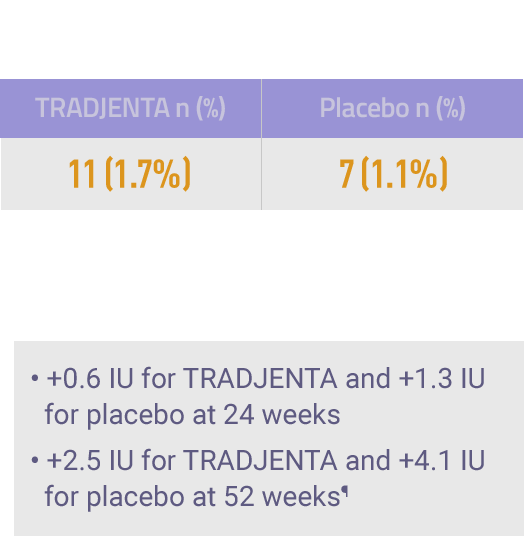 TRADJENTA n (%) Placebo n (%)
11 (1.7%) 7 (1.1%)
• +0.6 IU for TRADJENTA and +1.3 IU
for placebo at 24 weeks
• +2.5 IU for TRADJENTA and +4.1 IU
for placebo at 52 weeks¶